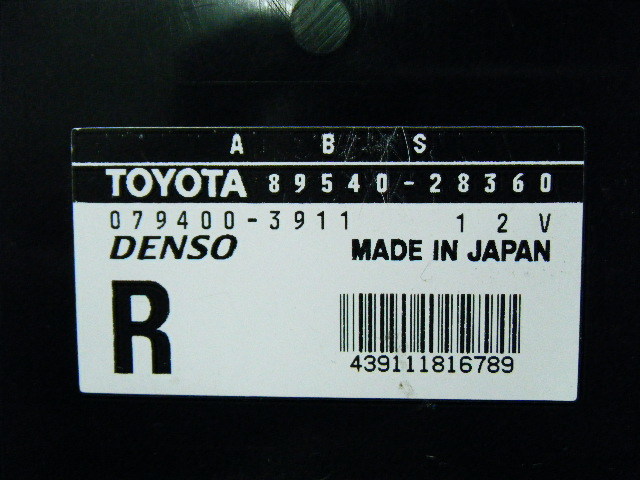 A B S
TOYOTA 89540-28360
079400-3911 12V
DENSO MADE IN JAPAN
R
439111816789